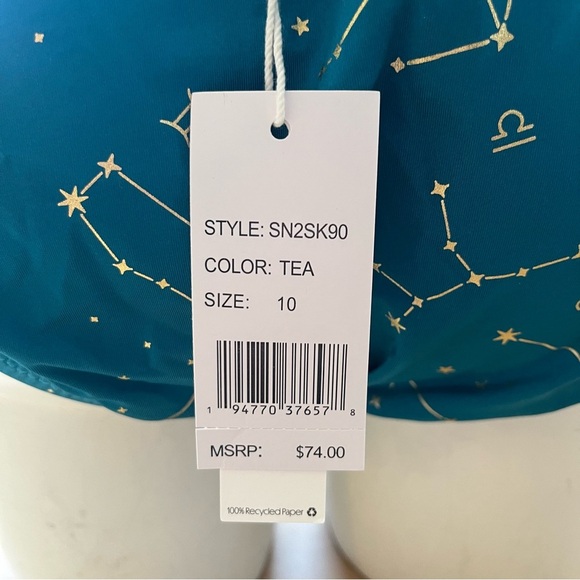 STYLE: SN2SK90
COLOR: TEA
SIZE: 10
1 94770 37657 8
MSRP: $74.00
100% Recycled Paper